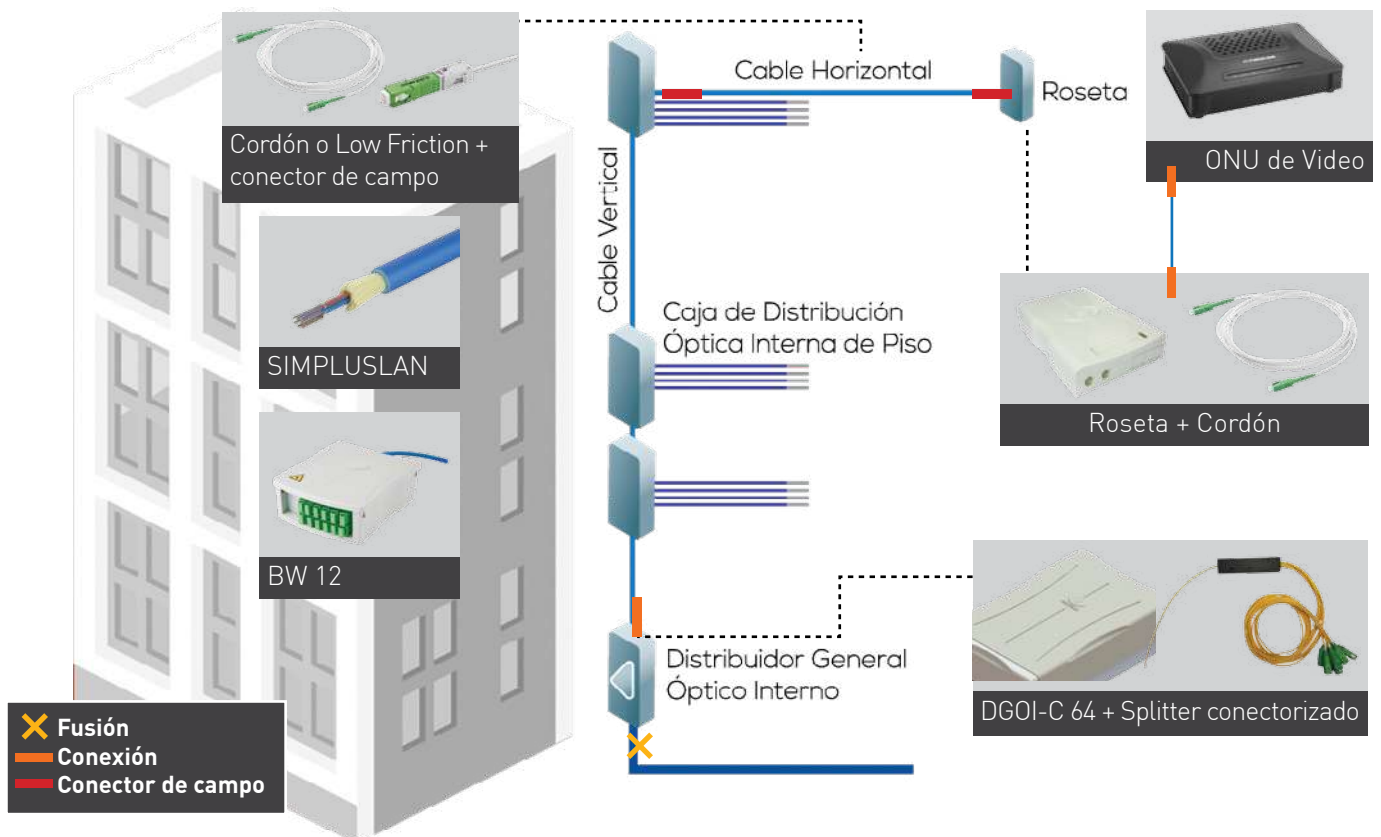 Cordón o Low Friction +
conector de campo
SIMPLUSLAN
BW 12
Cable Horizontal
Roseta
ONU de Video
Cable Vertical
Caja de Distribución
Óptica Interna de Piso
Roseta + Cordón
Distribuidor General
Óptico Interno
DGOI-C 64 + Splitter conectorizado
Fusión
Conexión
Conector de campo